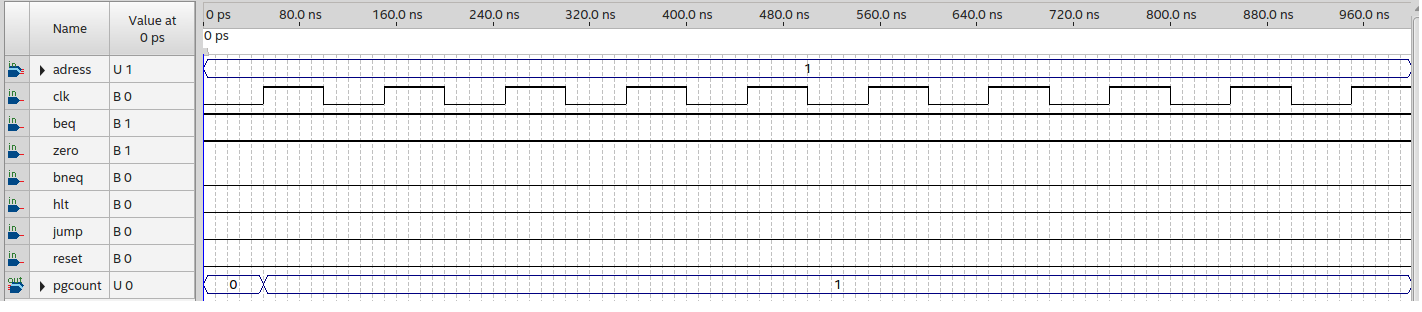 Name Value at 0 ps
0 ps 80.0 ns 160.0 ns 240.0 ns 320.0 ns 400.0 ns 480.0 ns 560.0 ns 640.0 ns 720.0 ns 800.0 ns 880.0 ns 960.0 ns
0 ps
in adress U 1 1
in clk B 0
in beq B 1
in zero B 1
in bneq B 0
in hlt B 0
in jump B 0
in reset B 0
out pgcount U 0 0 1